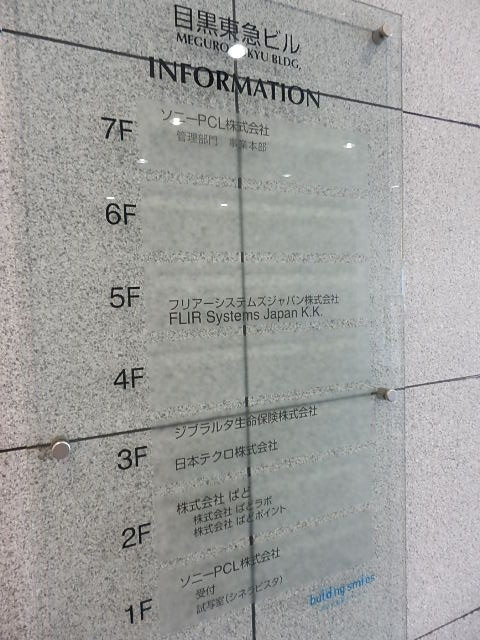 目黒東急ビル
MEGURO TOKYU BLDG.
INFORMATION
7F ソニーPCL株式会社
管理部門 事業本部
6F
5F フリアーシステムズジャパン株式会社
FLIR Systems Japan K.K.
4F
ジブラルタ生命保険株式会社
3F 日本テクロ株式会社
株式会社 ぱど
株式会社 ぱどラボ
2F 株式会社 ぱどポイント
ソニーPCL株式会社
受付
1F 試写室(シネラピスタ)
building smiles